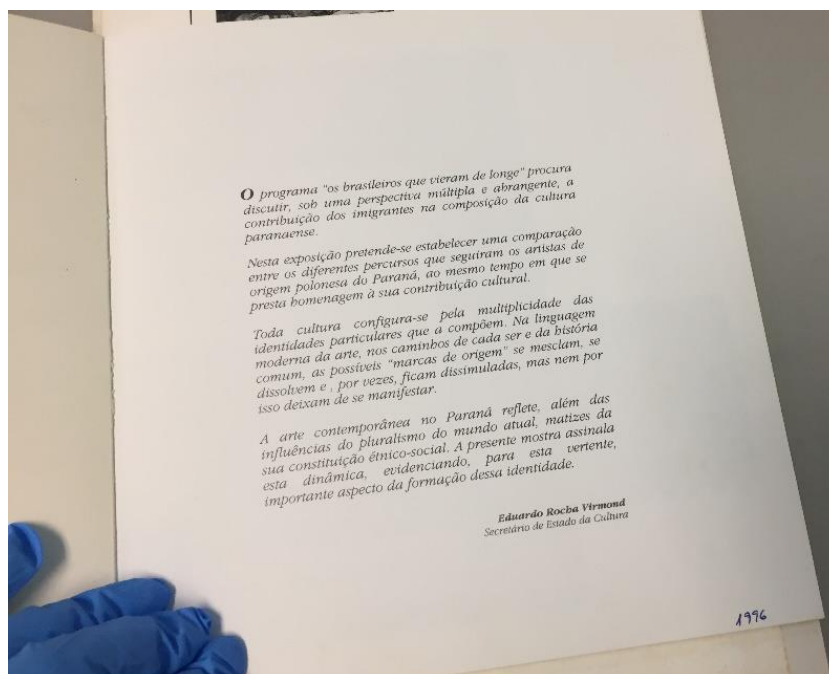 O programa "os brasileiros que vieram de longe" procura
discutir, sob uma perspectiva múltipla e abrangente, a
contribuição dos imigrantes na composição da cultura
paranaense.
Nesta exposição pretende-se estabelecer uma comparação
entre os diferentes percursos que seguiram os artistas de
origem polonesa do Paraná, ao mesmo tempo em que se
presta homenagem à sua contribuição cultural.
Toda cultura configura-se pela multiplicidade das
identidades particulares que a compõem. Na linguagem
moderna da arte, nos caminhos de cada ser e da história
comum, as possíveis "marcas de origem" se mesclam, se
dissolvem e , por vezes, ficam dissimuladas, mas nem por
isso deixam de se manifestar.
A arte contemporânea no Paraná reflete, além das
influências do pluralismo do mundo atual, matizes da
sua constituição étnico-social. A presente mostra assinala
esta dinâmica, evidenciando, para esta vertente,
importante aspecto da formação dessa identidade.
Eduardo Rocha Virmond
Secretário de Estado da Cultura
1996